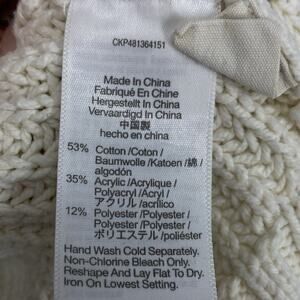 CKP481364151
Made In China
Fabriqué En Chine
Hergestellt In China
Vervaardigd In China
中国製
hecho en china
53% Cotton /Coton /
Baumwolle /Katoen /綿 /
algodón
35% Acrylic /Acrylique /
Polyacryl /Acryl /
アクリル /acrílico
12% Polyester /Polyester /
Polyester /Polyester /
ポリエステル /poliéster
Hand Wash Cold Separately.
Non-Chlorine Bleach Only.
Reshape And Lay Flat To Dry.
Iron On Lowest Setting.